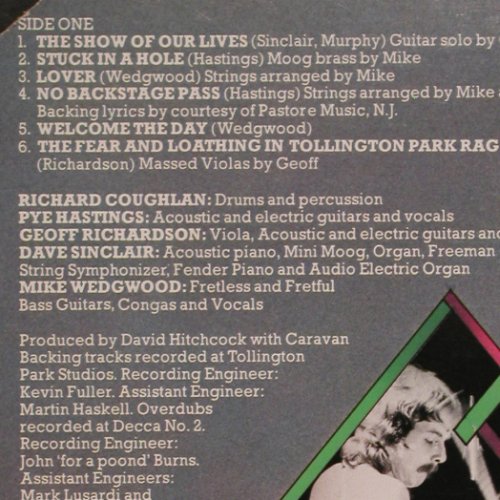 SIDE ONE
1. THE SHOW OF OUR LIVES (Sinclair, Murphy) Guitar solo by
2. STUCK IN A HOLE (Hastings) Moog brass by Mike
3. LOVER (Wedgwood) Strings arranged by Mike
4. NO BACKSTAGE PASS (Hastings) Strings arranged by Mike
Backing lyrics by courtesy of Pastore Music, N.J.
5. WELCOME THE DAY (Wedgwood)
6. THE FEAR AND LOATHING IN TOLLINGTON PARK RAG
(Richardson) Massed Violas by Geoff
RICHARD COUGHLAN: Drums and percussion
PYE HASTINGS: Acoustic and electric guitars and vocals
GEOFF RICHARDSON: Viola, Acoustic and electric guitars and
DAVE SINCLAIR: Acoustic piano, Mini Moog, Organ, Freeman
String Symphonizer, Fender Piano and Audio Electric Organ
MIKE WEDGWOOD: Fretless and Fretful
Bass Guitars, Congas and Vocals
Produced by David Hitchcock with Caravan
Backing tracks recorded at Tollington
Park Studios. Recording Engineer:
Kevin Fuller. Assistant Engineer:
Martin Haskell. Overdubs
recorded at Decca No. 2.
Recording Engineer:
John ‘for a poond’ Burns.
Assistant Engineers:
Mark Lusardi and